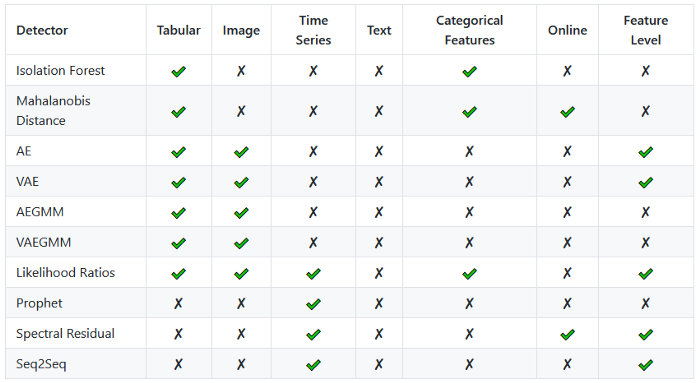 Detector Tabular Image Time Series Text Categorical Features Online Feature Level
Isolation Forest ✔ ✗ ✗ ✗ ✔ ✗ ✗
Mahalanobis Distance ✔ ✗ ✗ ✗ ✔ ✔ ✗
AE ✔ ✔ ✗ ✗ ✗ ✗ ✔
VAE ✔ ✔ ✗ ✗ ✗ ✗ ✔
AEGMM ✔ ✔ ✗ ✗ ✗ ✗ ✗
VAEGMM ✔ ✔ ✗ ✗ ✗ ✗ ✗
Likelihood Ratios ✔ ✔ ✔ ✗ ✔ ✗ ✔
Prophet ✗ ✗ ✔ ✗ ✗ ✗ ✗
Spectral Residual ✗ ✗ ✔ ✗ ✗ ✔ ✔
Seq2Seq ✗ ✗ ✔ ✗ ✗ ✗ ✔